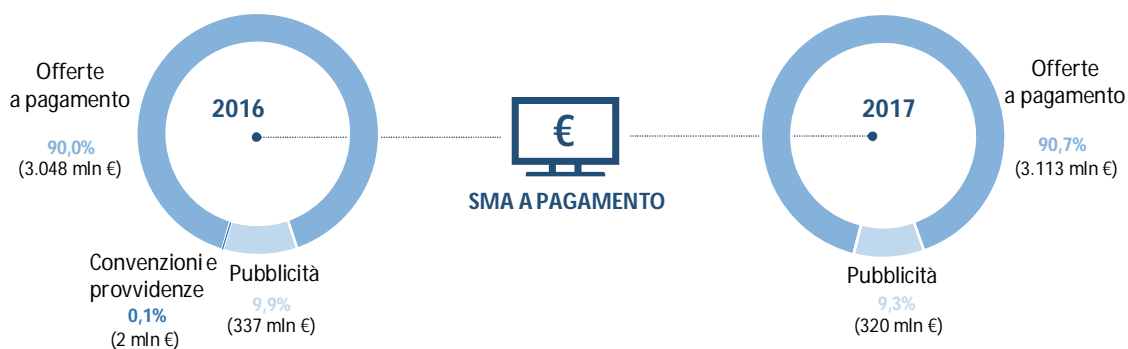 Offerte
a pagamento
90,0%
(3.048 mln €)
2016
Convenzioni e
provvidenze
0,1%
(2 mln €)
Pubblicità
9,9%
(337 mln €)
€
SMA A PAGAMENTO
2017
Offerte
a pagamento
90,7%
(3.113 mln €)
Pubblicità
9,3%
(320 mln €)